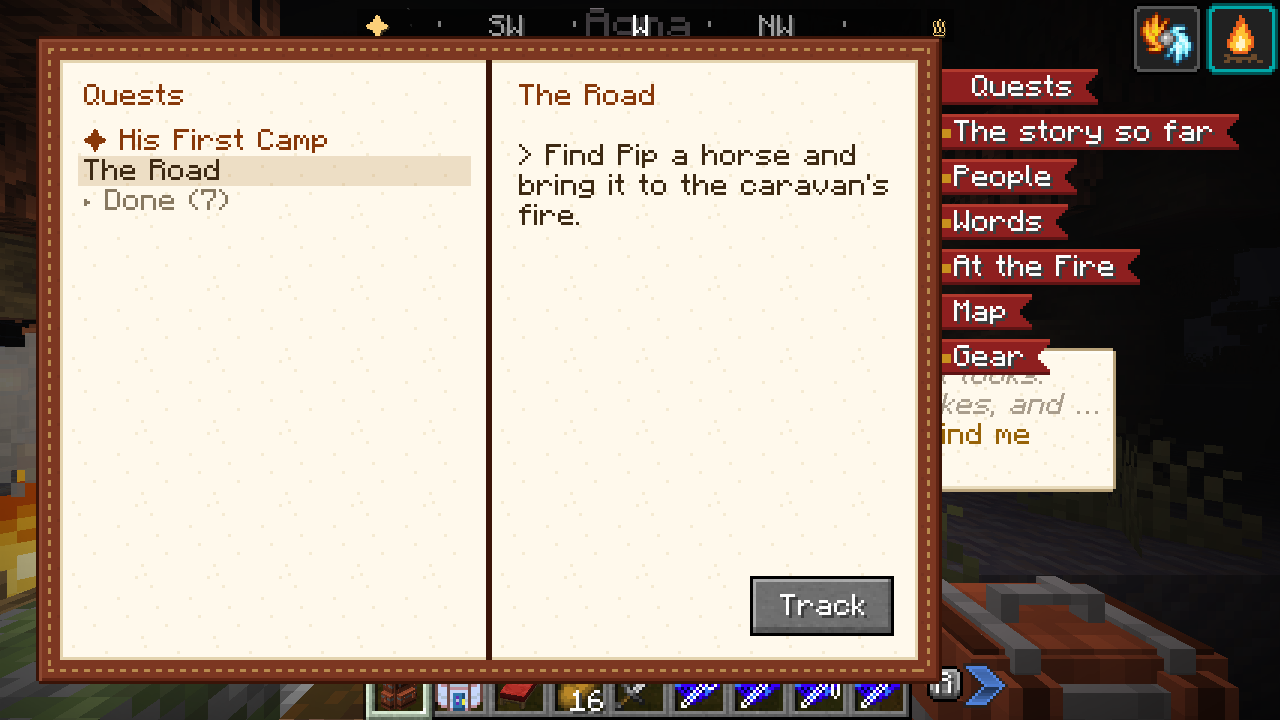 SW W NW
Quests
His First Camp
The Road
Done (7)
The Road
> Find Pip a horse and
bring it to the caravan's
fire.
Track
Quests
The story so far
People
Words
At the Fire
Map
Gear
looks.
kes, and ...
ind me
16